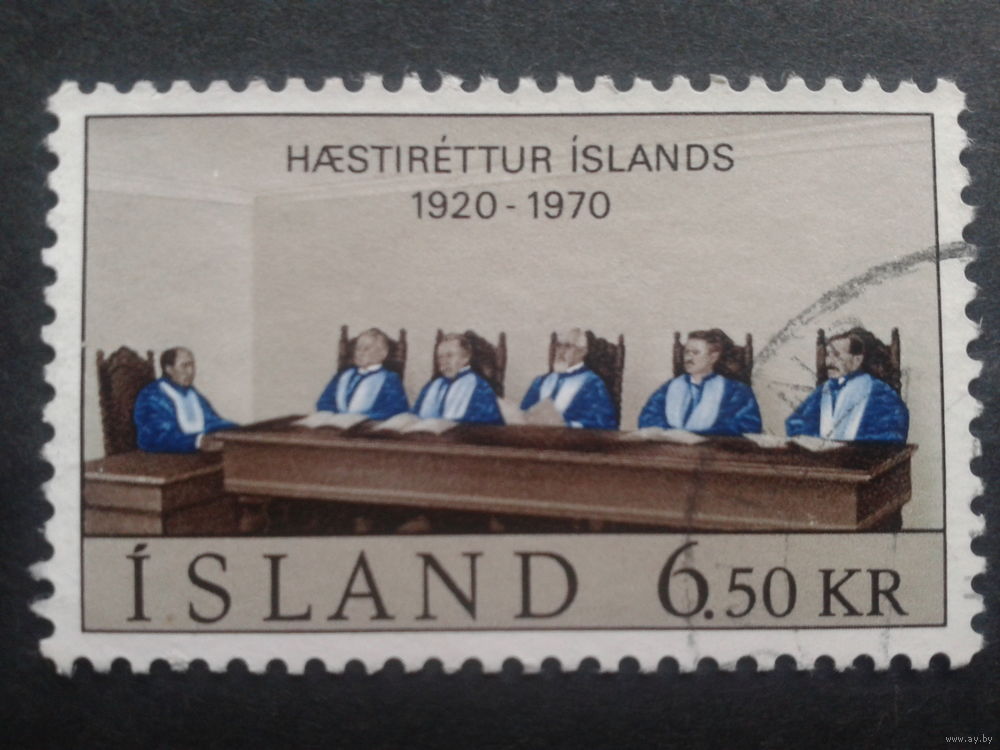 HÆSTIRÉTTUR ÍSLANDS
1920 - 1970
ÍSLAND 6.50 KR
www.ay.by